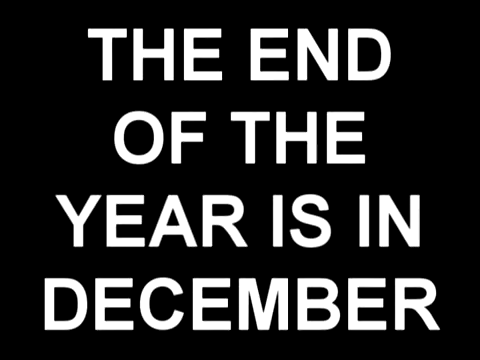 THE END
OF THE
YEAR IS IN
DECEMBER